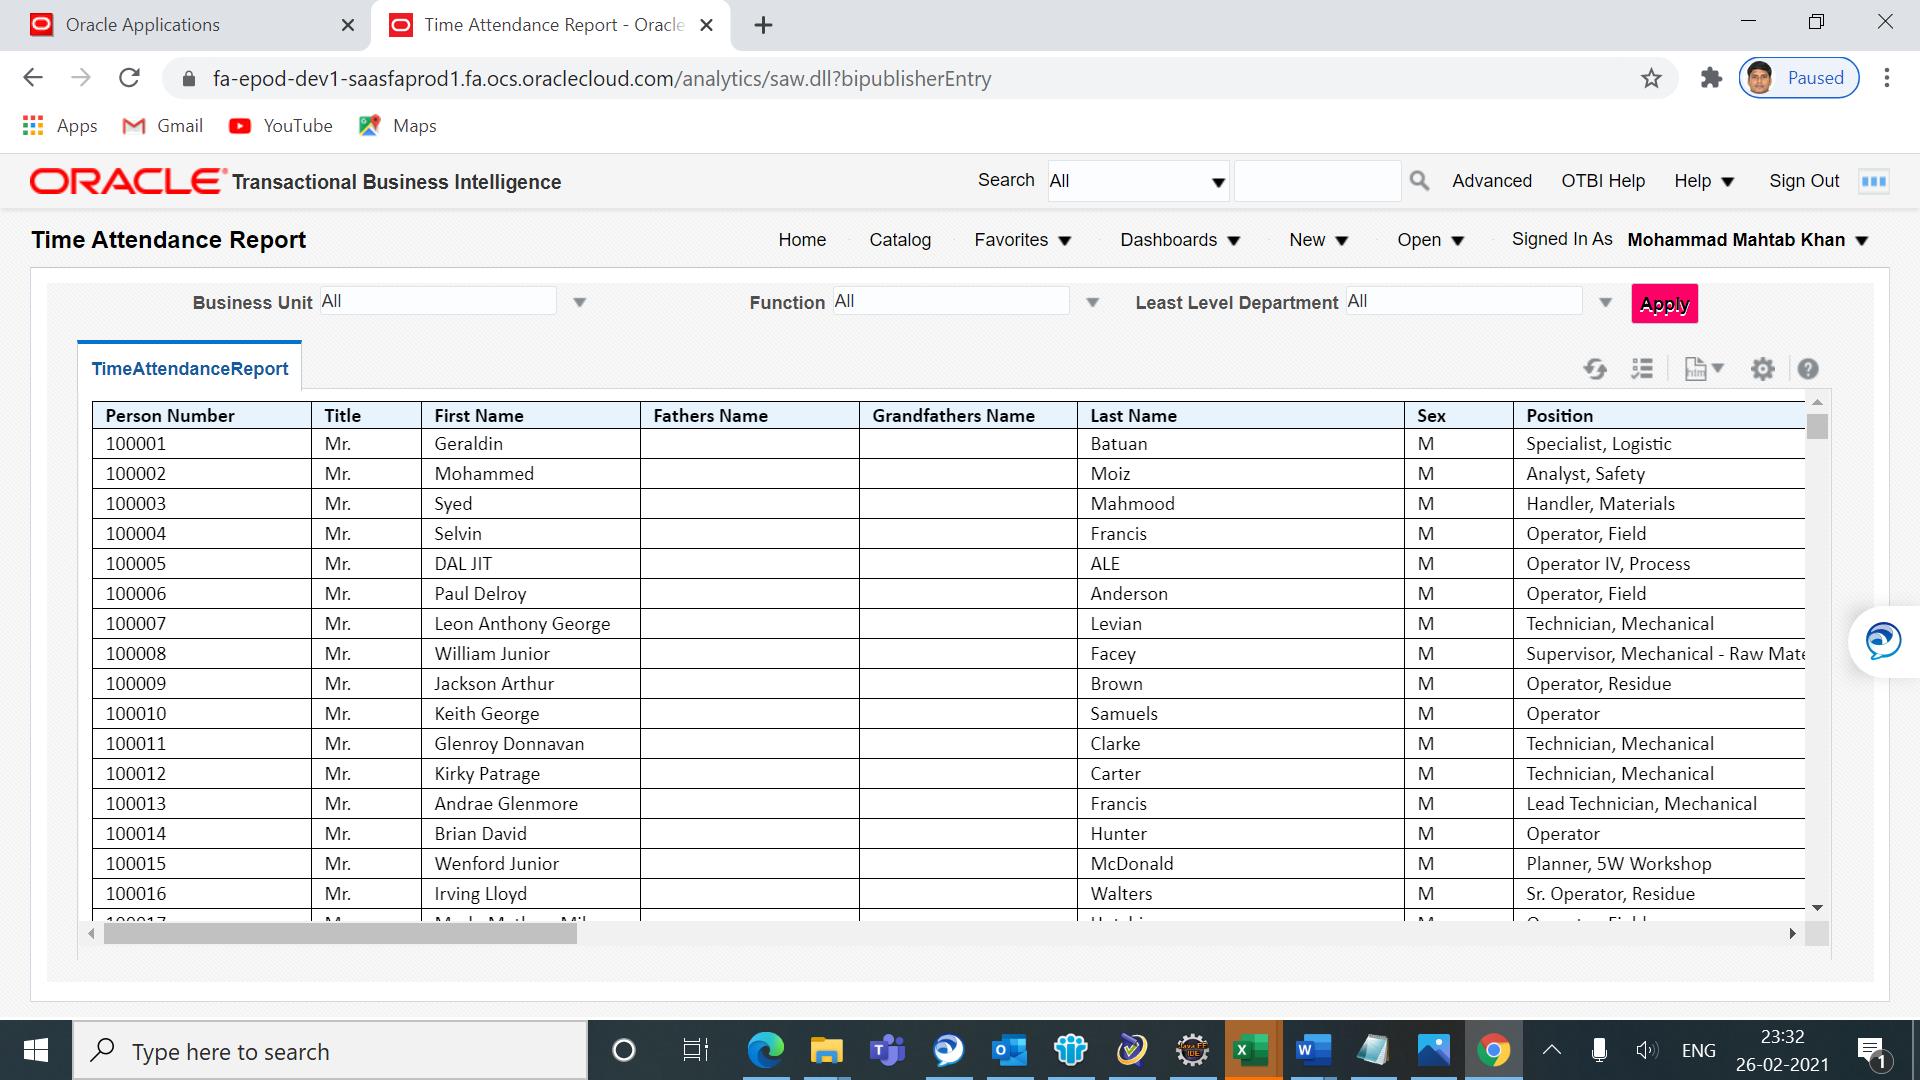 Oracle Applications
Time Attendance Report - Oracle
fa-epod-dev1-saasfaprod1.fa.ocs.oraclecloud.com/analytics/saw.dll?bipublisherEntry
Paused
Apps Gmail YouTube Maps
ORACLE Transactional Business Intelligence
Search All Advanced OTBI Help Help Sign Out
Time Attendance Report
Home Catalog Favorites Dashboards New Open Signed In As Mohammad Mahtab Khan
Business Unit All Function All Least Level Department All Apply
TimeAttendanceReport
Person Number Title First Name Fathers Name Grandfathers Name Last Name Sex Position
100001 Mr. Geraldin Batuan M Specialist, Logistic
100002 Mr. Mohammed Moiz M Analyst, Safety
100003 Mr. Syed Mahmood M Handler, Materials
100004 Mr. Selvin Francis M Operator, Field
100005 Mr. DAL JIT ALE M Operator IV, Process
100006 Mr. Paul Delroy Anderson M Operator, Field
100007 Mr. Leon Anthony George Levian M Technician, Mechanical
100008 Mr. William Junior Facey M Supervisor, Mechanical - Raw Mate
100009 Mr. Jackson Arthur Brown M Operator, Residue
100010 Mr. Keith George Samuels M Operator
100011 Mr. Glenroy Donnavan Clarke M Technician, Mechanical
100012 Mr. Kirky Patrage Carter M Technician, Mechanical
100013 Mr. Andrae Glenmore Francis M Lead Technician, Mechanical
100014 Mr. Brian David Hunter M Operator
100015 Mr. Wenford Junior McDonald M Planner, 5W Workshop
100016 Mr. Irving Lloyd Walters M Sr. Operator, Residue
Type here to search
ENG
23:32
26-02-2021
1